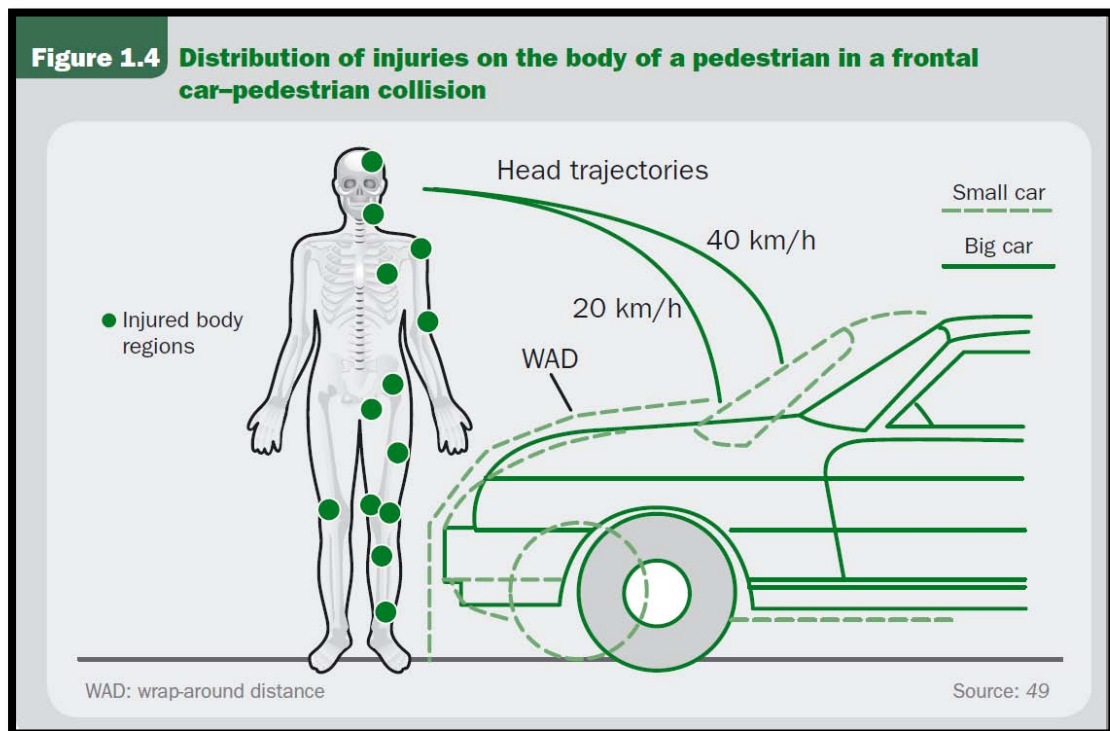 Figure 1.4 Distribution of injuries on the body of a pedestrian in a frontal
car–pedestrian collision
Head trajectories
Small car
40 km/h
Big car
20 km/h
Injured body
regions
WAD
WAD: wrap-around distance
Source: 49